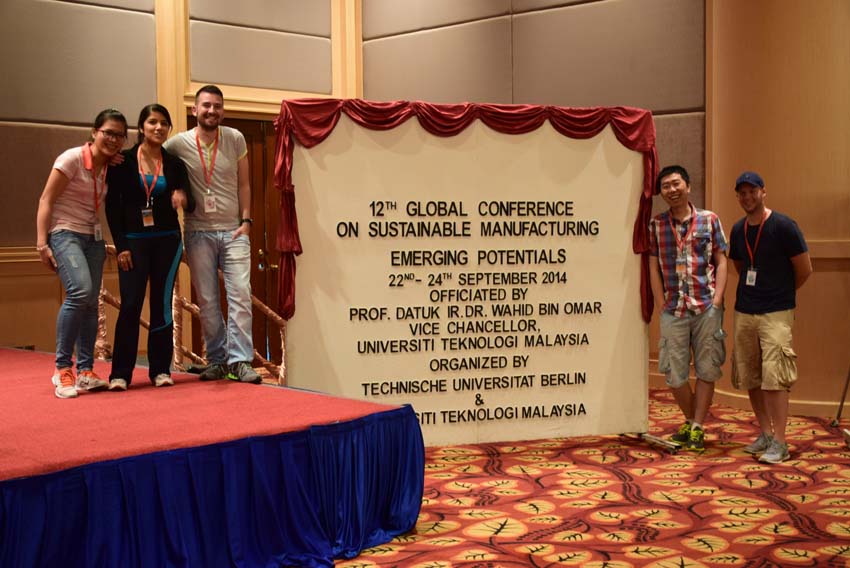 12TH GLOBAL CONFERENCE
ON SUSTAINABLE MANUFACTURING
EMERGING POTENTIALS
22ND- 24TH SEPTEMBER 2014
OFFICIATED BY
PROF. DATUK IR.DR. WAHID BIN OMAR
VICE CHANCELLOR,
UNIVERSITI TEKNOLOGI MALAYSIA
ORGANIZED BY
TECHNISCHE UNIVERSITAT BERLIN
&
SITI TEKNOLOGI MALAYSIA